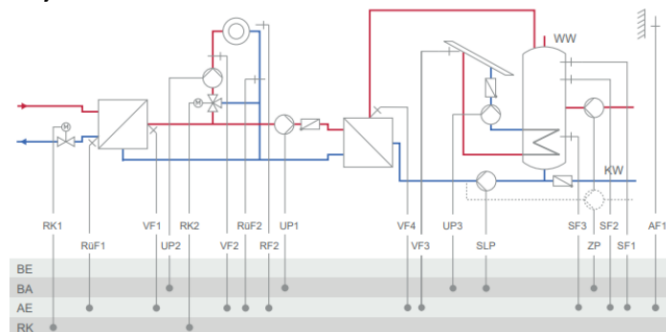 WW
KW
RK1 VF1 RK2 RüF2 UP1 VF4 UP3 SF3 SF2 AF1
RüF1 UP2 VF2 RF2 VF3 SLP ZP SF1
BE
BA
AE
RK